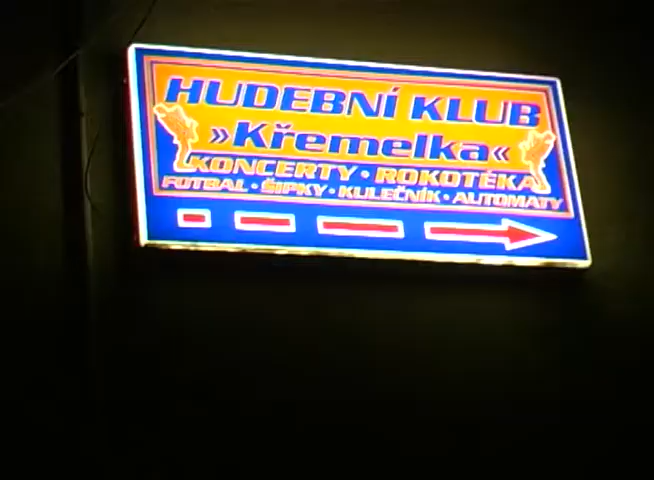 HUDEBNÍ KLUB
»Křemelka«
KONCERTY · ROKOTÉKA
FOTBAL · ŠIPKY · KULEČNÍK · AUTOMATY